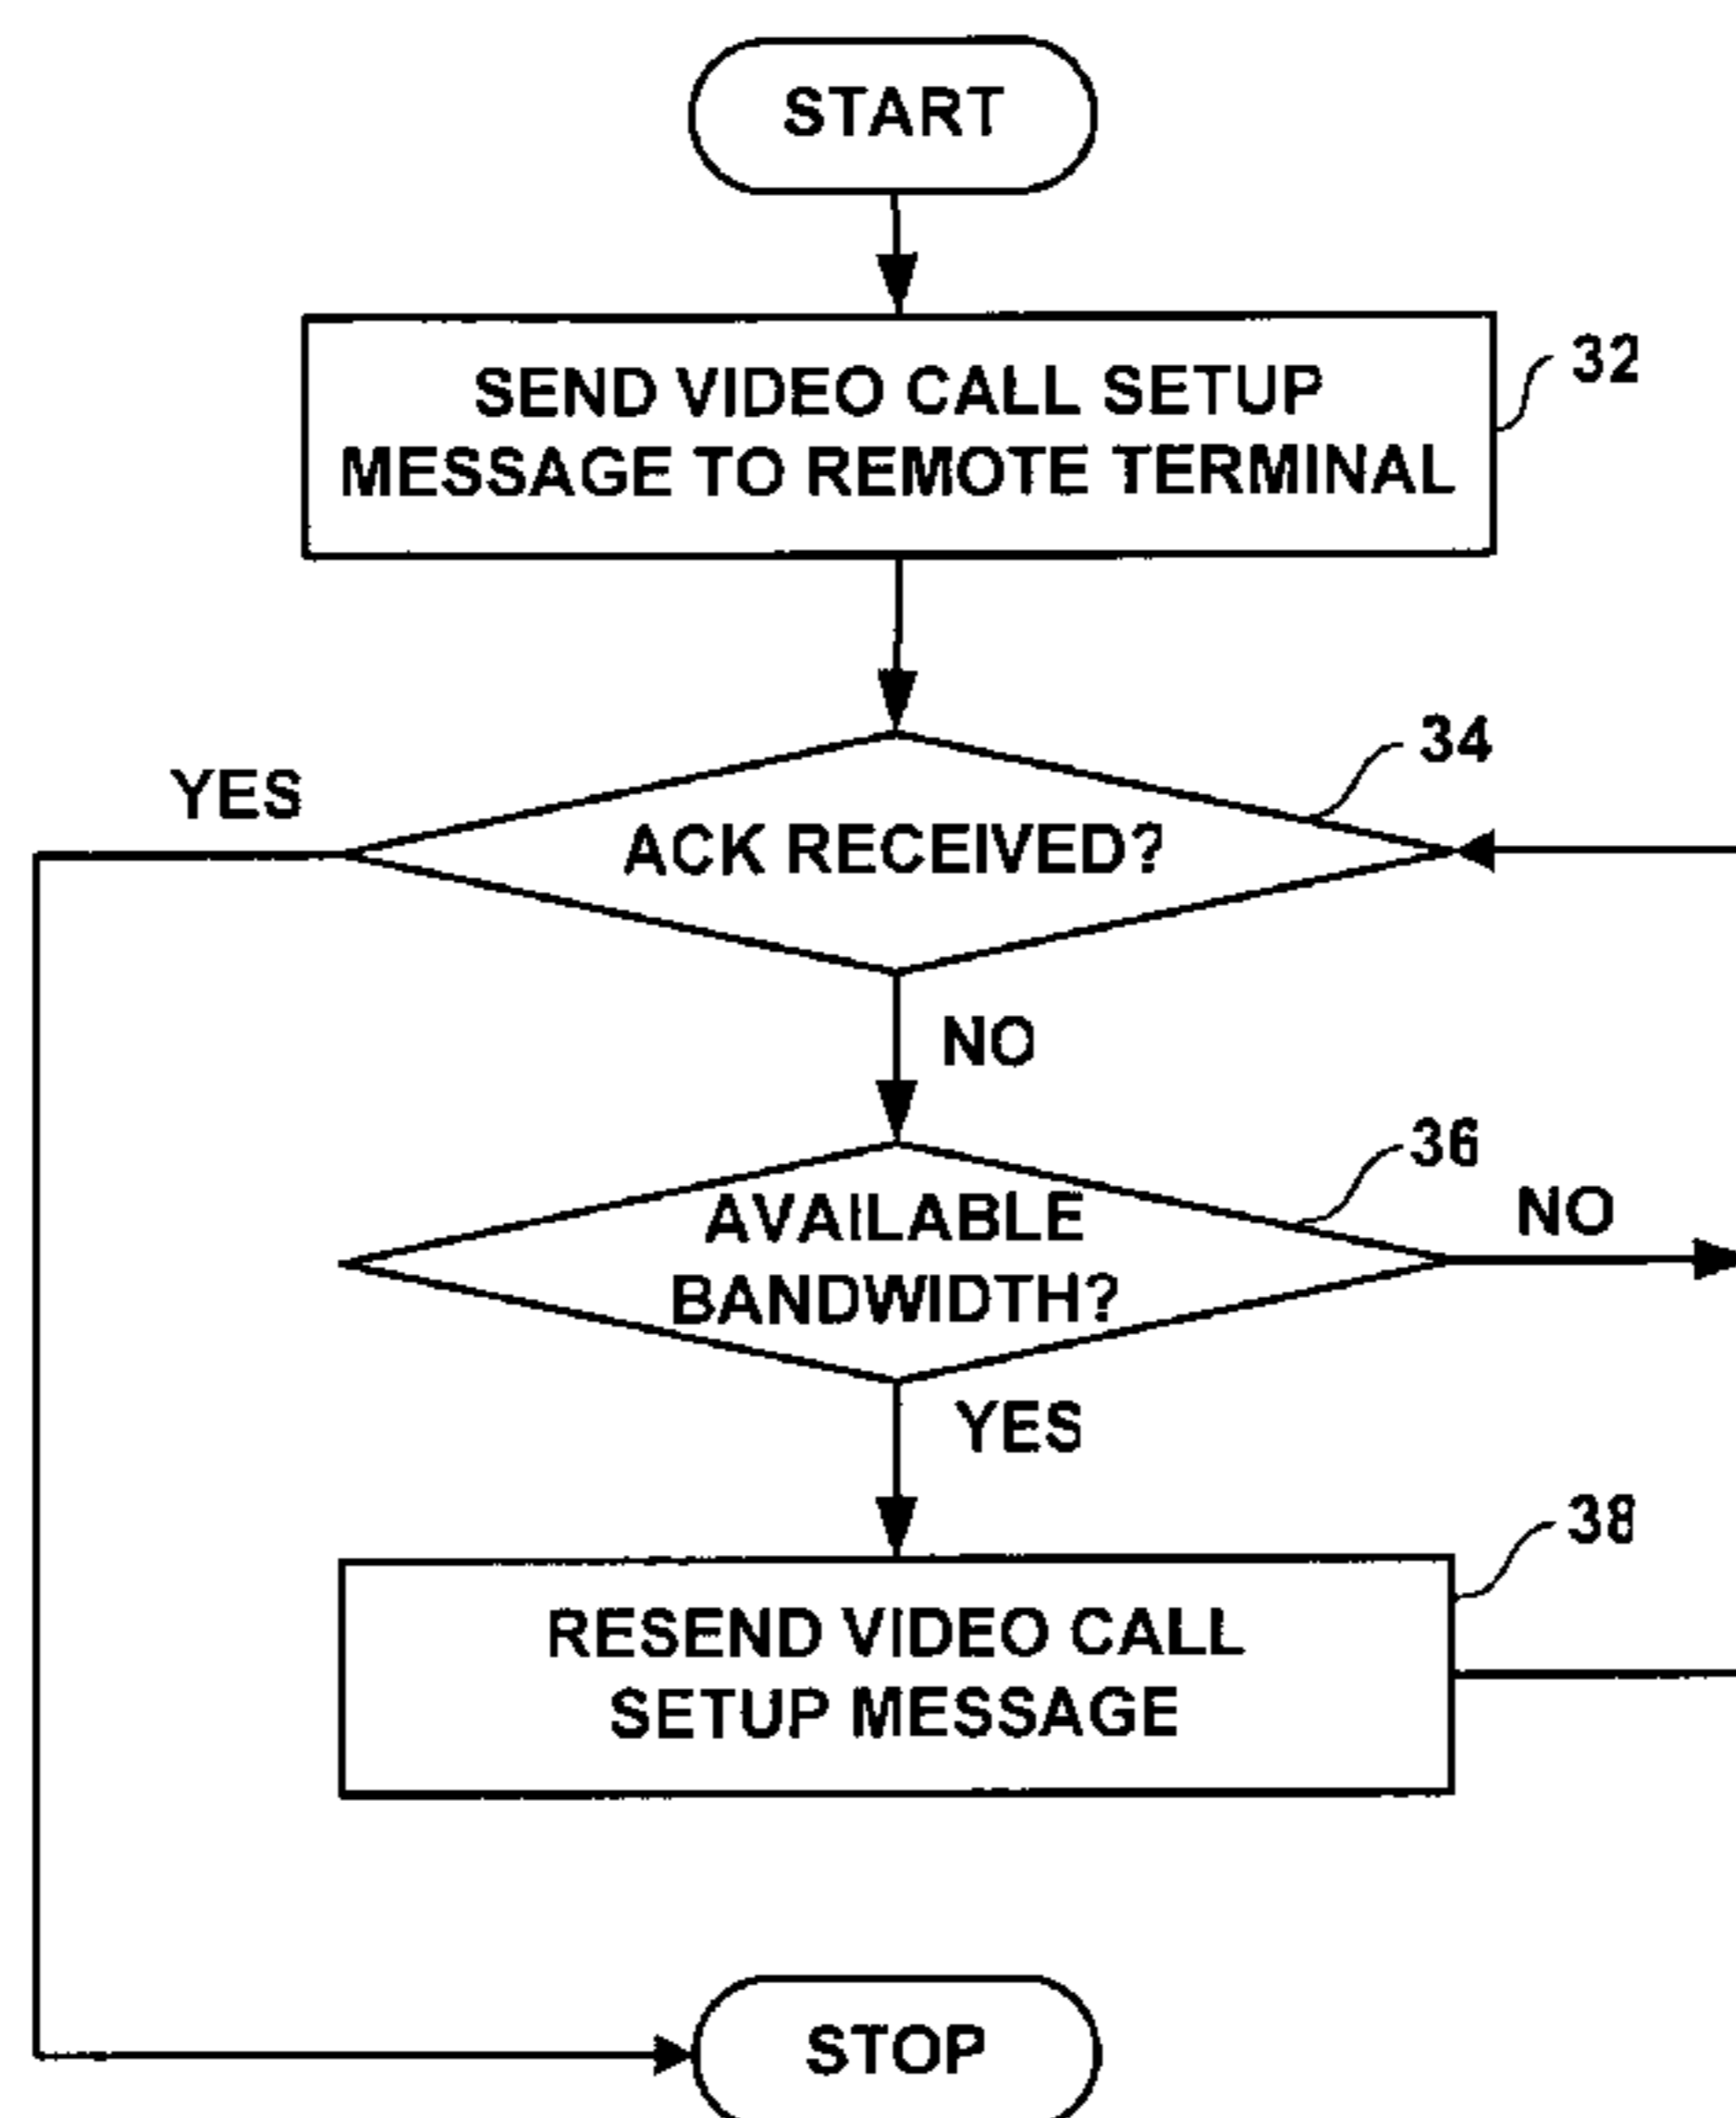 START
SEND VIDEO CALL SETUP
MESSAGE TO REMOTE TERMINAL
32
34
YES
ACK RECEIVED?
NO
36
AVAILABLE
BANDWIDTH?
NO
YES
38
RESEND VIDEO CALL
SETUP MESSAGE
STOP